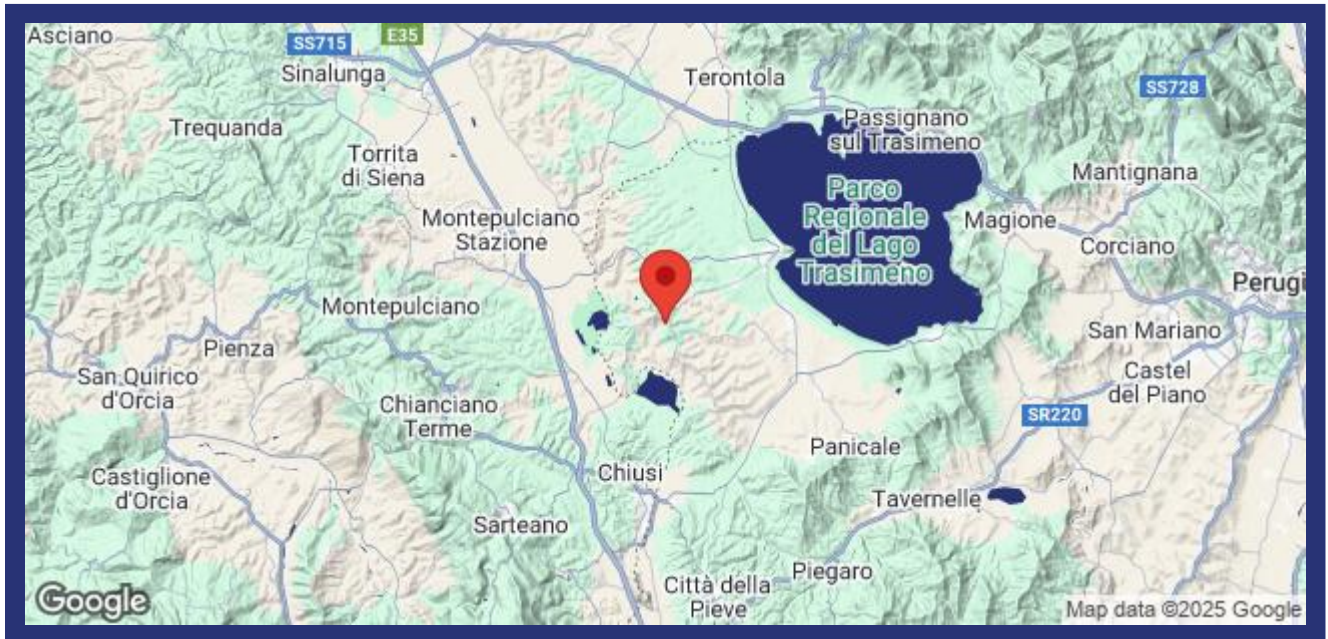 Asciano
SS715
E35
Sinalunga
Terontola
SS728
Trequanda
Passignano
sul Trasimeno
Torrita
di Siena
Mantignana
Parco
Regionale
del Lago
Trasimeno
Montepulciano
Stazione
Magione
Corciano
Perugi
Montepulciano
San Mariano
Pienza
San Quirico
d'Orcia
Castel
del Piano
Chianciano
Terme
SR220
Panicale
Chiusi
Castiglione
d'Orcia
Tavernelle
Sarteano
Piegaro
Città della
Pieve
Google
Map data ©2025 Google